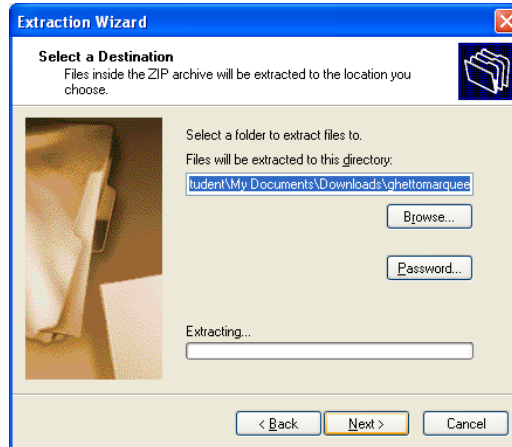 Extraction Wizard
Select a Destination
Files inside the ZIP archive will be extracted to the location you
choose.
Select a folder to extract files to.
Files will be extracted to this directory:
tudent\My Documents\Downloads\ghettomarquee
Browse...
Password...
Extracting...
< Back
Next >
Cancel